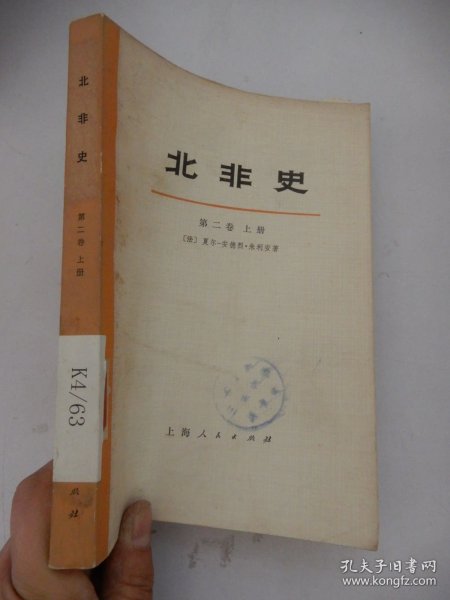 北非史
第二卷 上册
K4/63
版社
北非史
第二卷 上册
〔法〕夏尔-安德烈·朱利安著
上海人民出版社
孔夫子旧书网
www.kongfz.com